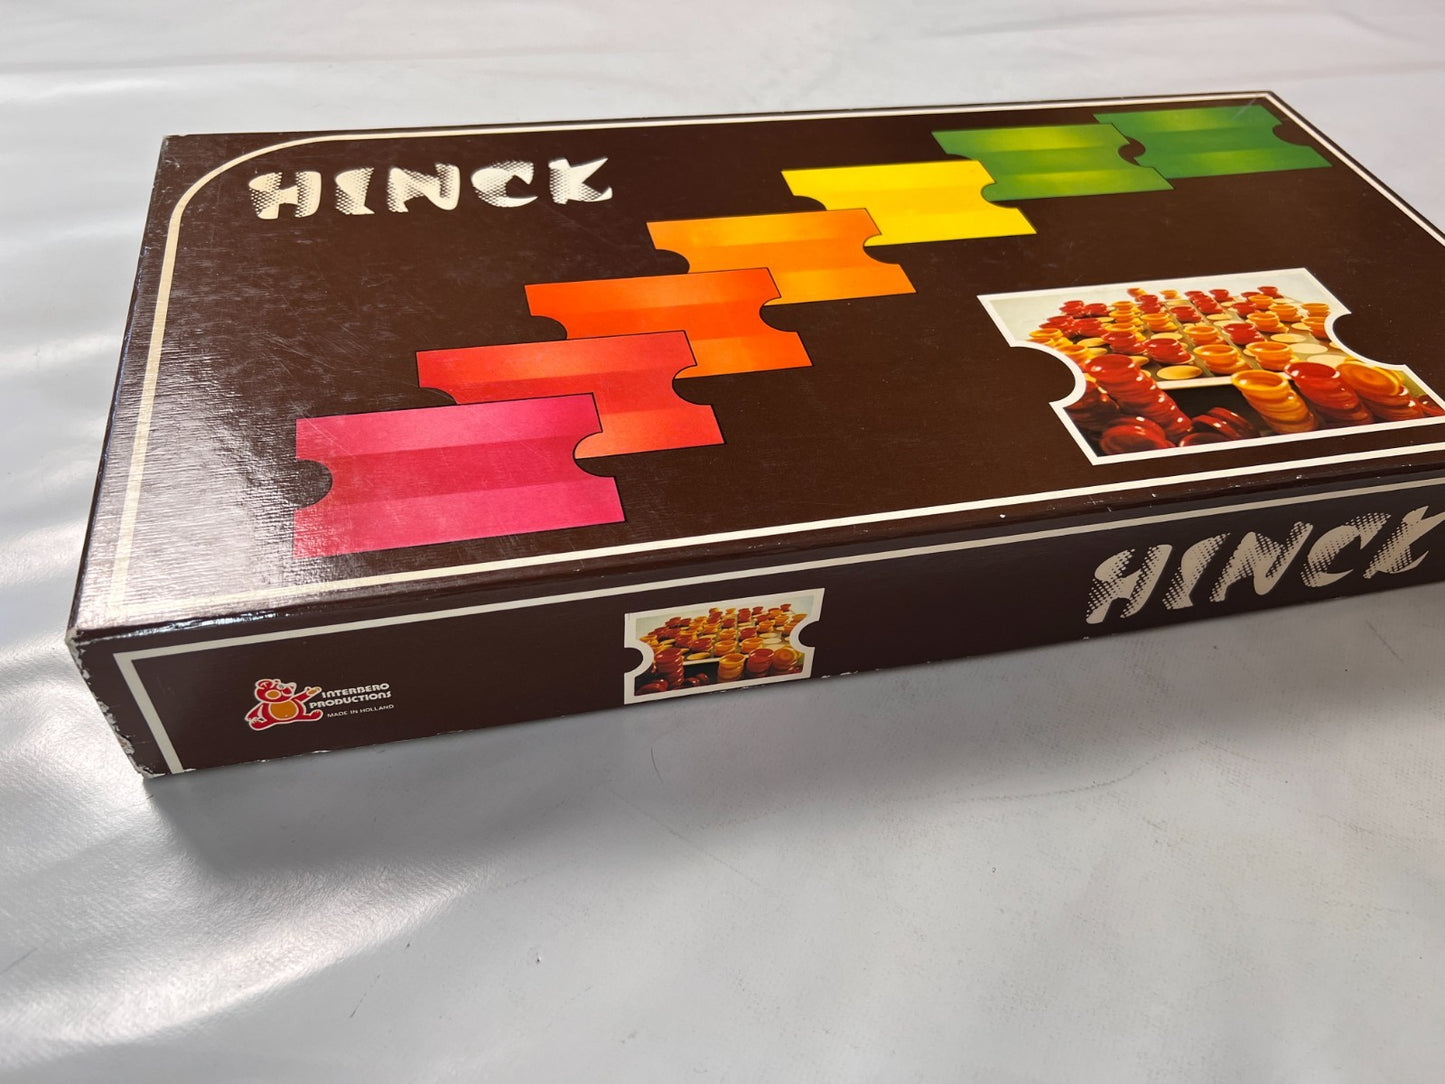 HINCK
HINCK
INTERBERO
PRODUCTIONS
MADE IN HOLLAND